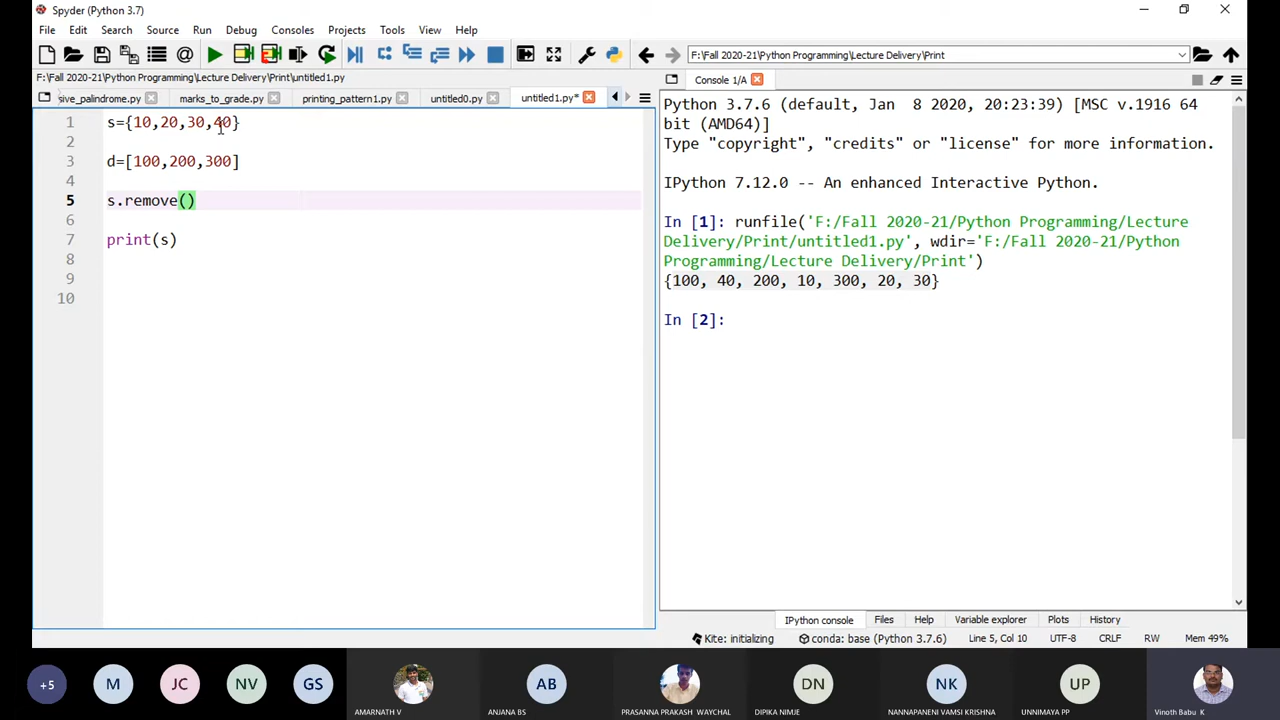 Spyder (Python 3.7)
File Edit Search Source Run Debug Consoles Projects Tools View Help
F:\Fall 2020-21\Python Programming\Lecture Delivery\Print
F:\Fall 2020-21\Python Programming\Lecture Delivery\Print\untitled1.py
sive_palindrome.py marks_to_grade.py printing_pattern1.py untitled0.py untitled1.py*
1 s={10,20,30,40}
2
3 d=[100,200,300]
4
5 s.remove()
6
7 print(s)
8
9
10
Console 1/A
Python 3.7.6 (default, Jan 8 2020, 20:23:39) [MSC v.1916 64
bit (AMD64)]
Type "copyright", "credits" or "license" for more information.
IPython 7.12.0 -- An enhanced Interactive Python.
In [1]: runfile('F:/Fall 2020-21/Python Programming/Lecture
Delivery/Print/untitled1.py', wdir='F:/Fall 2020-21/Python
Programming/Lecture Delivery/Print')
{100, 40, 200, 10, 300, 20, 30}
In [2]:
IPython console Files Help Variable explorer Plots History
Kite: initializing conda: base (Python 3.7.6) Line 5, Col 10 UTF-8 CRLF RW Mem 49%
+5 M JC NV GS AB DN NK UP
AMARNATH V ANJANA BS PRASANNA PRAKASH WAYCHAL DIPIKA NIMJE NANNAPANENI VAMSI KRISHNA UNNIMAYA PP Vinoth Babu K